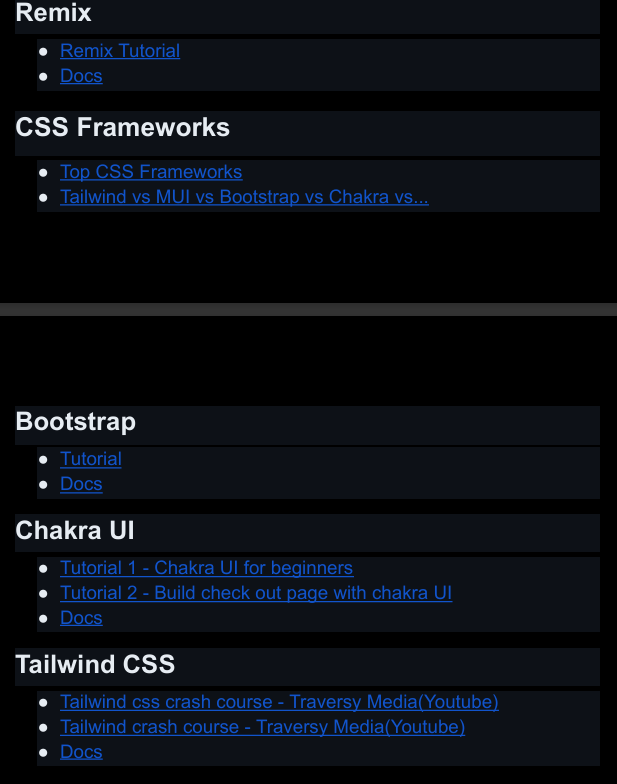 Remix
● Remix Tutorial
● Docs
CSS Frameworks
● Top CSS Frameworks
● Tailwind vs MUI vs Bootstrap vs Chakra vs...
Bootstrap
● Tutorial
● Docs
Chakra UI
● Tutorial 1 - Chakra UI for beginners
● Tutorial 2 - Build check out page with chakra UI
● Docs
Tailwind CSS
● Tailwind css crash course - Traversy Media(Youtube)
● Tailwind crash course - Traversy Media(Youtube)
● Docs